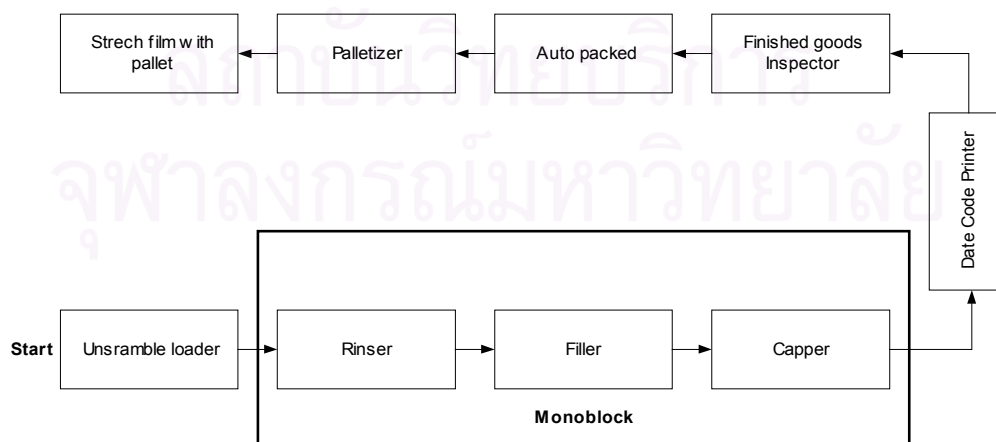 Strech film with
pallet
Palletizer
Auto packed
Finished goods
Inspector
สถาบันวิทยบริการ
จุฬาลงกรณ์มหาวิทยาลัย
Date Code Printer
Start
Unsramble loader
Rinser
Filler
Capper
Monoblock